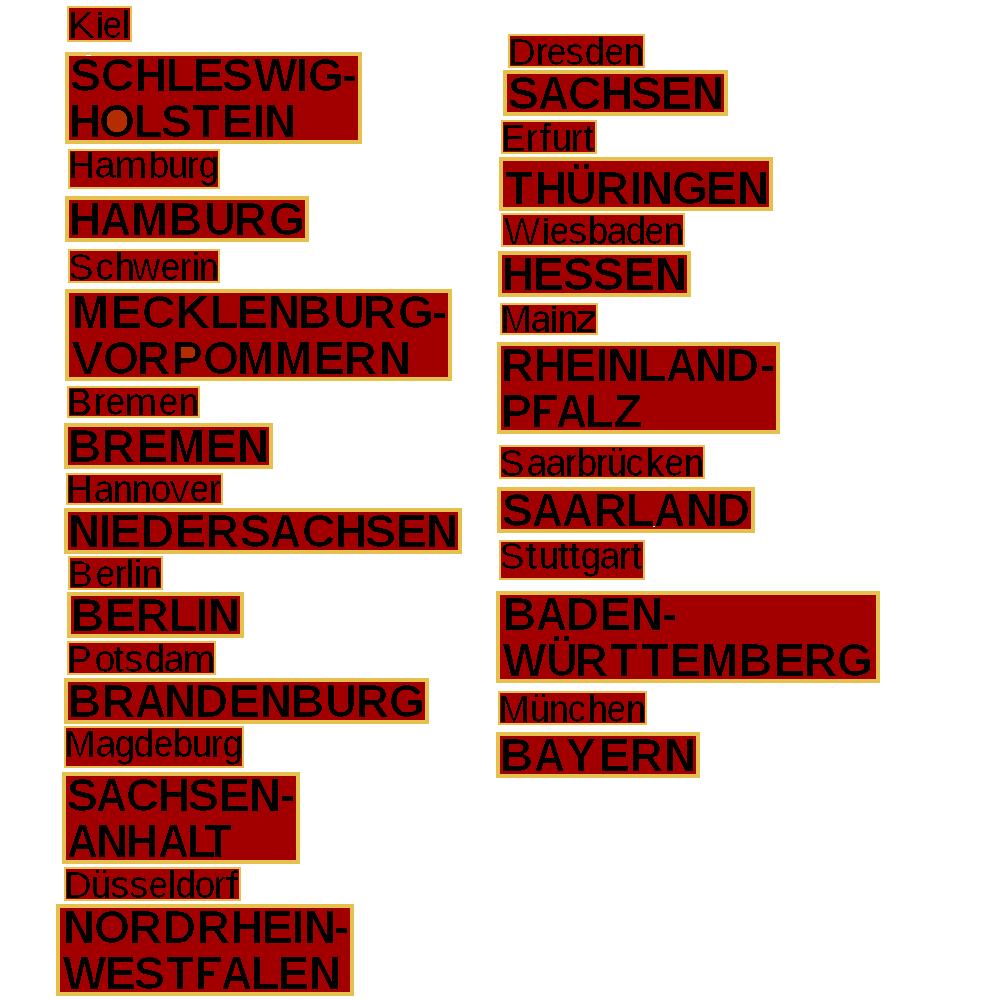 Kiel
SCHLESWIG-
HOLSTEIN
Hamburg
HAMBURG
Schwerin
MECKLENBURG-
VORPOMMERN
Bremen
BREMEN
Hannover
NIEDERSACHSEN
Berlin
BERLIN
Potsdam
BRANDENBURG
Magdeburg
SACHSEN-
ANHALT
Düsseldorf
NORDRHEIN-
WESTFALEN
Dresden
SACHSEN
Erfurt
THÜRINGEN
Wiesbaden
HESSEN
Mainz
RHEINLAND-
PFALZ
Saarbrücken
SAARLAND
Stuttgart
BADEN-
WÜRTTEMBERG
München
BAYERN